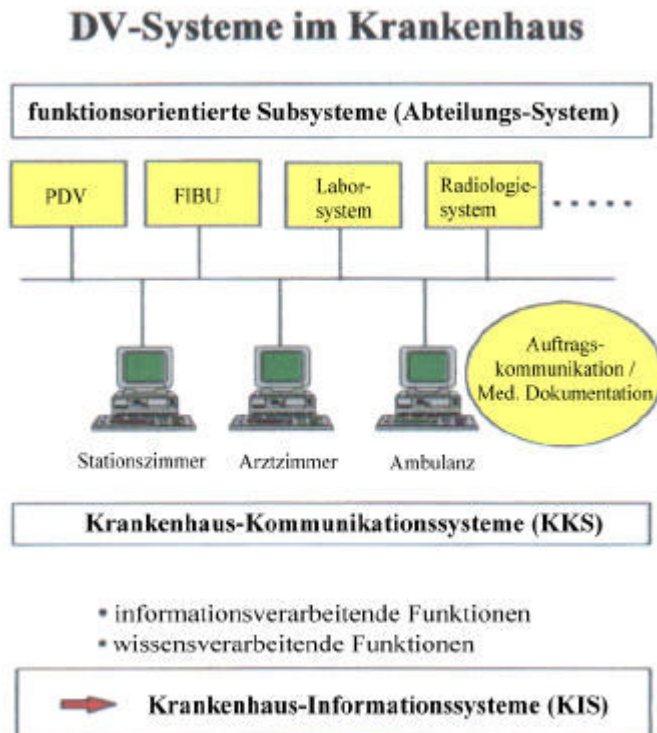 DV-Systeme im Krankenhaus
funktionsorientierte Subsysteme (Abteilungs-System)
PDV
FIBU
Labor-
system
Radiologie-
system
.....
Auftrags-
kommunikation /
Med. Dokumentation
Stationszimmer
Arztzimmer
Ambulanz
Krankenhaus-Kommunikationssysteme (KKS)
• informationsverarbeitende Funktionen
• wissensverarbeitende Funktionen
Krankenhaus-Informationssysteme (KIS)